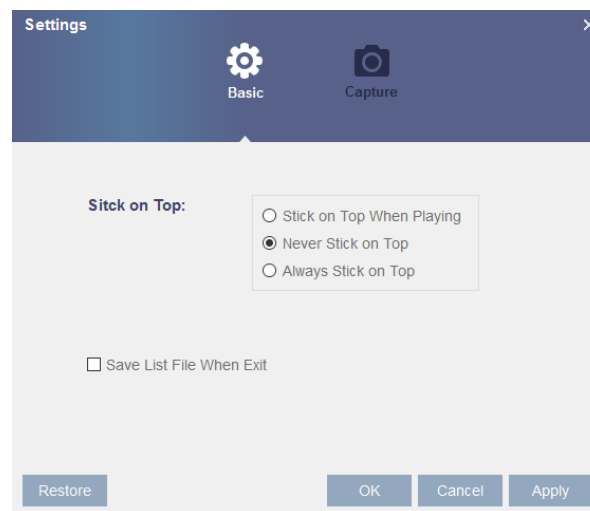 Settings
Basic
Capture
Sitck on Top:
Stick on Top When Playing
Never Stick on Top
Always Stick on Top
Save List File When Exit
Restore
OK
Cancel
Apply